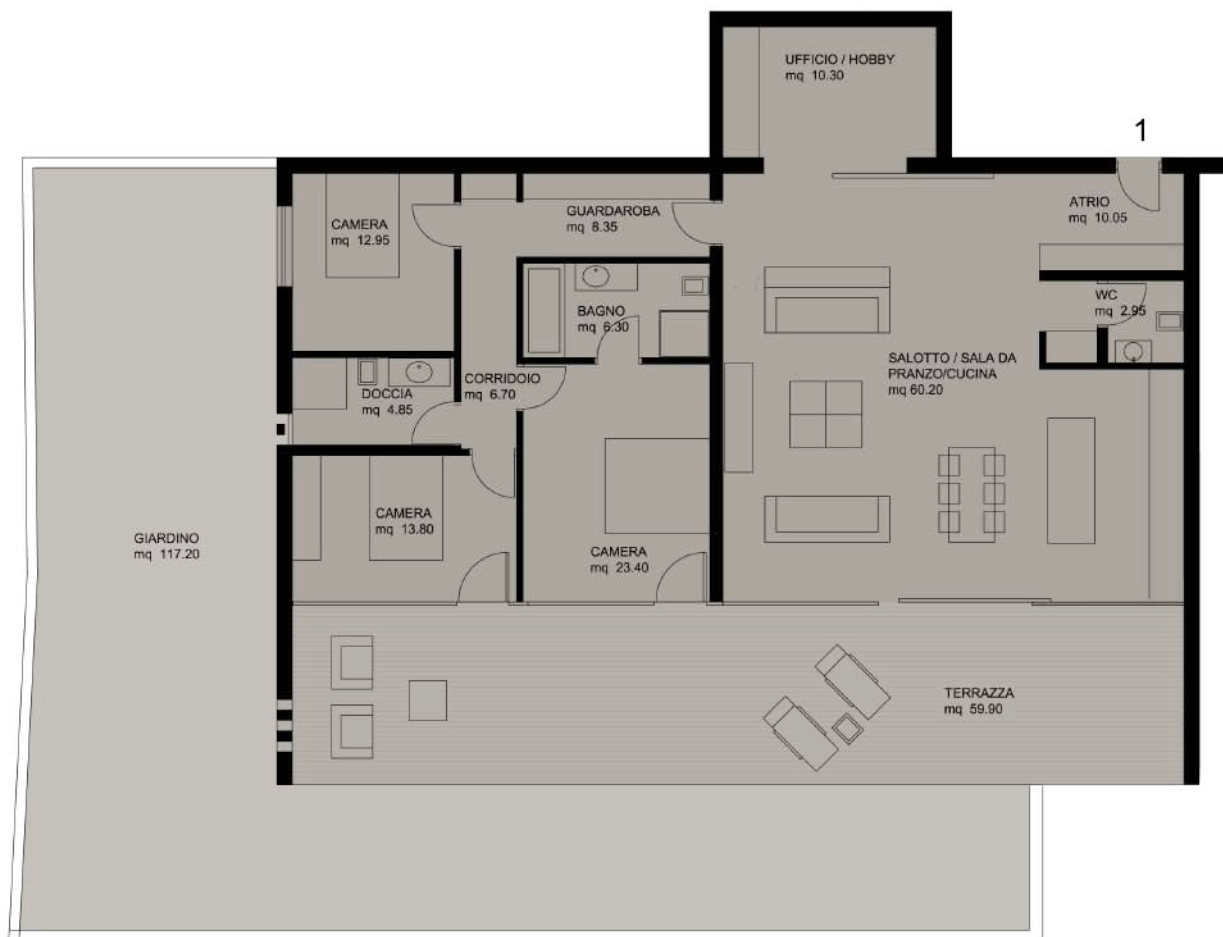 UFFICIO / HOBBY
mq 10.30
1
CAMERA
mq 12.95
GUARDAROBA
mq 8.35
ATRIO
mq 10.05
BAGNO
mq 6.30
WC
mq 2.95
SALOTTO / SALA DA
PRANZO/CUCINA
mq 60.20
DOCCIA
mq 4.85
CORRIDOIO
mq 6.70
CAMERA
mq 13.80
CAMERA
mq 23.40
GIARDINO
mq 117.20
TERRAZZA
mq 59.90